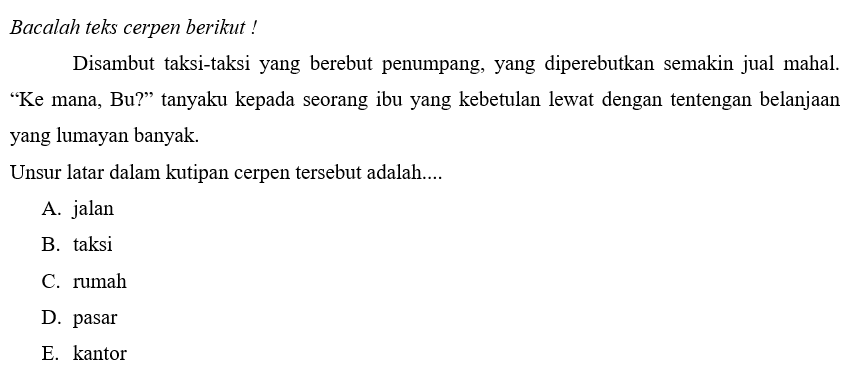 Bacalah teks cerpen berikut !
Disambut taksi-taksi yang berebut penumpang, yang diperebutkan semakin jual mahal.
“Ke mana, Bu?” tanyaku kepada seorang ibu yang kebetulan lewat dengan tentengan belanjaan
yang lumayan banyak.
Unsur latar dalam kutipan cerpen tersebut adalah....
A. jalan
B. taksi
C. rumah
D. pasar
E. kantor